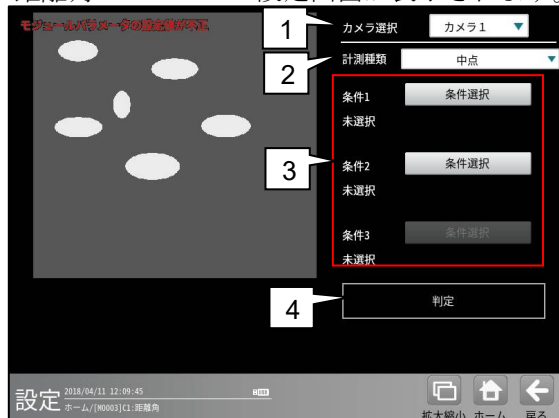 モジュールパラメータの設定値が不正
1
カメラ選択
カメラ１
2
計測種類
中点
3
条件1
条件選択
未選択
条件2
条件選択
未選択
条件3
条件選択
未選択
4
判定
設定
2018/04/11 12:09:45
ホーム/[M0003]C1:距離角
拡大縮小
ホーム
戻る